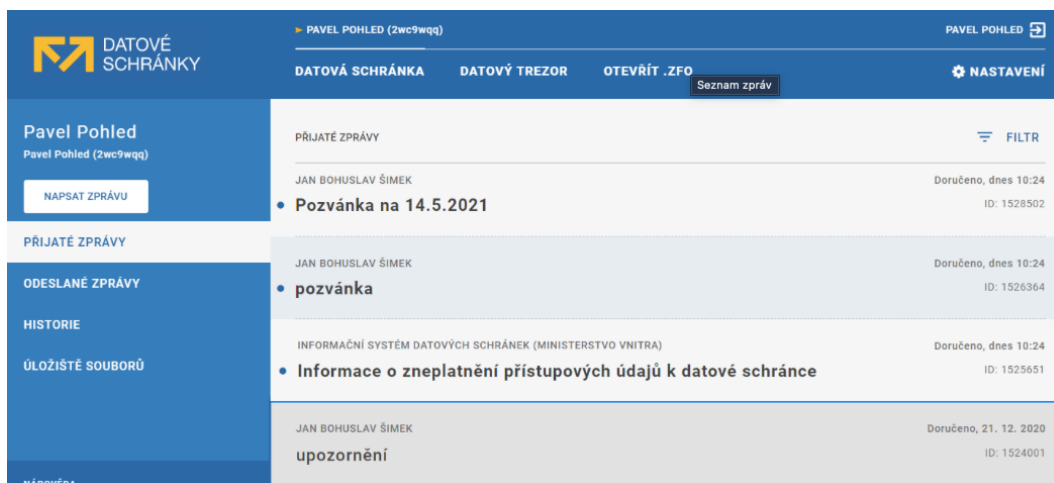 DATOVÉ
SCHRÁNKY
► PAVEL POHLED (2wc9wqq)
PAVEL POHLED
DATOVÁ SCHRÁNKA DATOVÝ TREZOR OTEVŘÍT .ZFO
NASTAVENÍ
Seznam zpráv
Pavel Pohled
Pavel Pohled (2wc9wqq)
NAPSAT ZPRÁVU
PŘIJATÉ ZPRÁVY
ODESLANÉ ZPRÁVY
HISTORIE
ÚLOŽIŠTĚ SOUBORŮ
PŘIJATÉ ZPRÁVY
FILTR
JAN BOHUSLAV ŠIMEK
Doručeno, dnes 10:24
Pozvánka na 14.5.2021
ID: 1528502
JAN BOHUSLAV ŠIMEK
Doručeno, dnes 10:24
pozvánka
ID: 1526364
INFORMAČNÍ SYSTÉM DATOVÝCH SCHRÁNEK (MINISTERSTVO VNITRA)
Doručeno, dnes 10:24
Informace o zneplatnění přístupových údajů k datové schránce
ID: 1525651
JAN BOHUSLAV ŠIMEK
Doručeno, 21. 12. 2020
upozornění
ID: 1524001